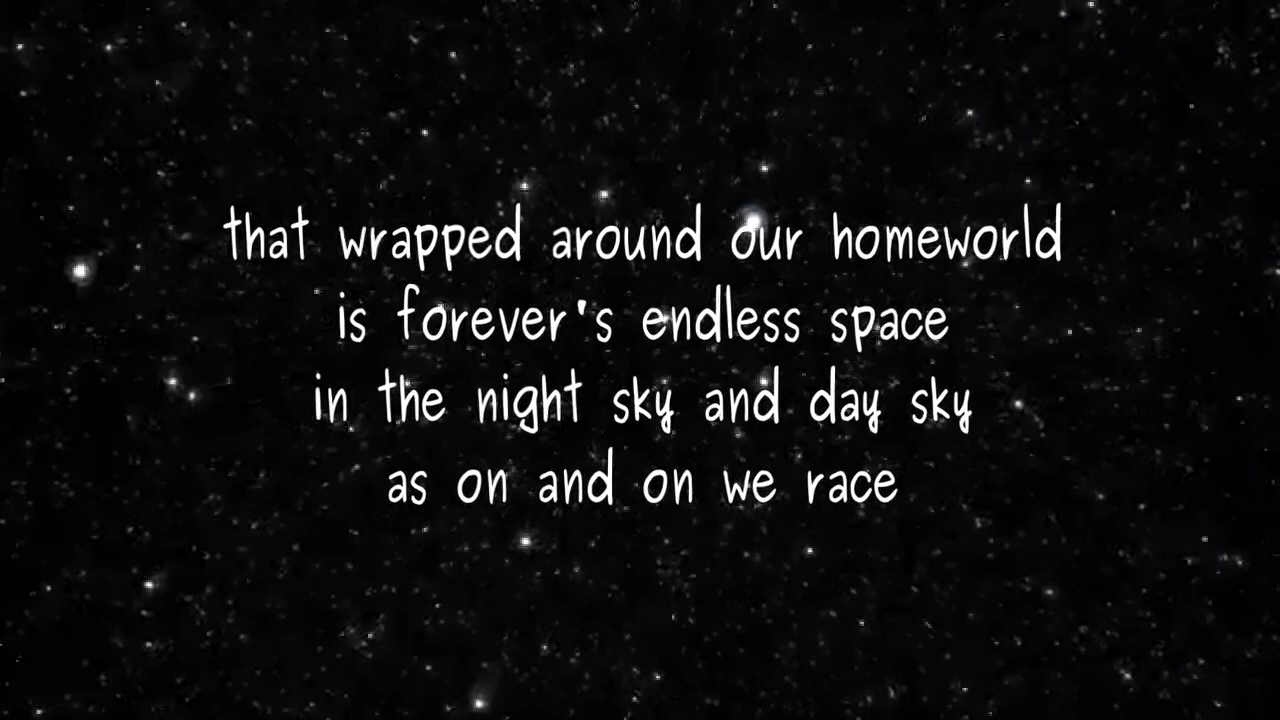 that wrapped around our homeworld
is forever's endless space
in the night sky and day sky
as on and on we race